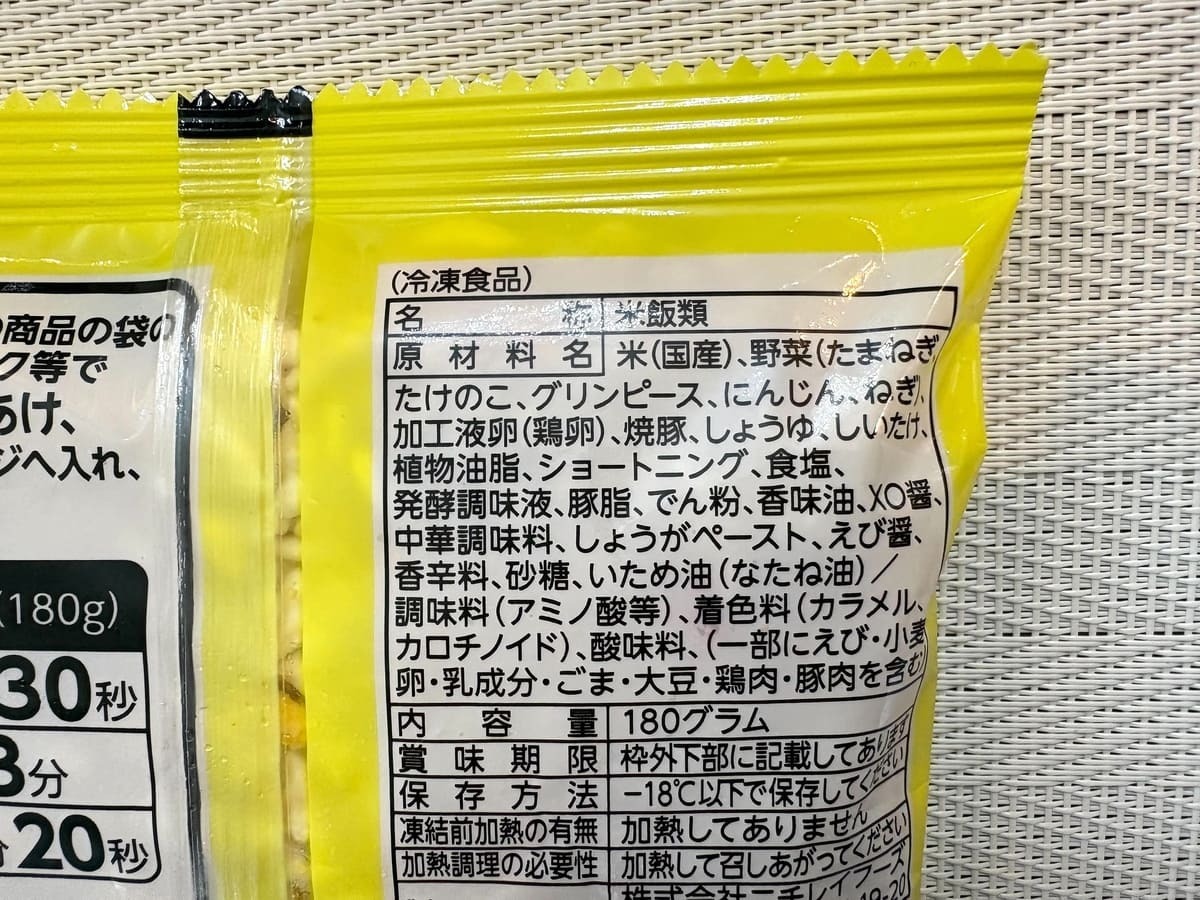 商品の袋の
ク等で
あけ、
ジへ入れ、
(180g)
30秒
3分
20秒
(冷凍食品)
名称 米飯類
原材料名 米(国産)、野菜(たまねぎ、
たけのこ、グリンピース、にんじん、ねぎ)、
加工液卵(鶏卵)、焼豚、しょうゆ、しいたけ、
植物油脂、ショートニング、食塩、
発酵調味液、豚脂、でん粉、香味油、XO醤、
中華調味料、しょうがペースト、えび醤、
香辛料、砂糖、いため油(なたね油)／
調味料(アミノ酸等)、着色料(カラメル、
カロチノイド)、酸味料、(一部にえび・小麦・
卵・乳成分・ごま・大豆・鶏肉・豚肉を含む)
内容量 180グラム
賞味期限 枠外下部に記載してあります
保存方法 −18℃以下で保存してください
凍結前加熱の有無 加熱してありません
加熱調理の必要性 加熱して召しあがってください
株式会社ニチレイフーズ
19-20